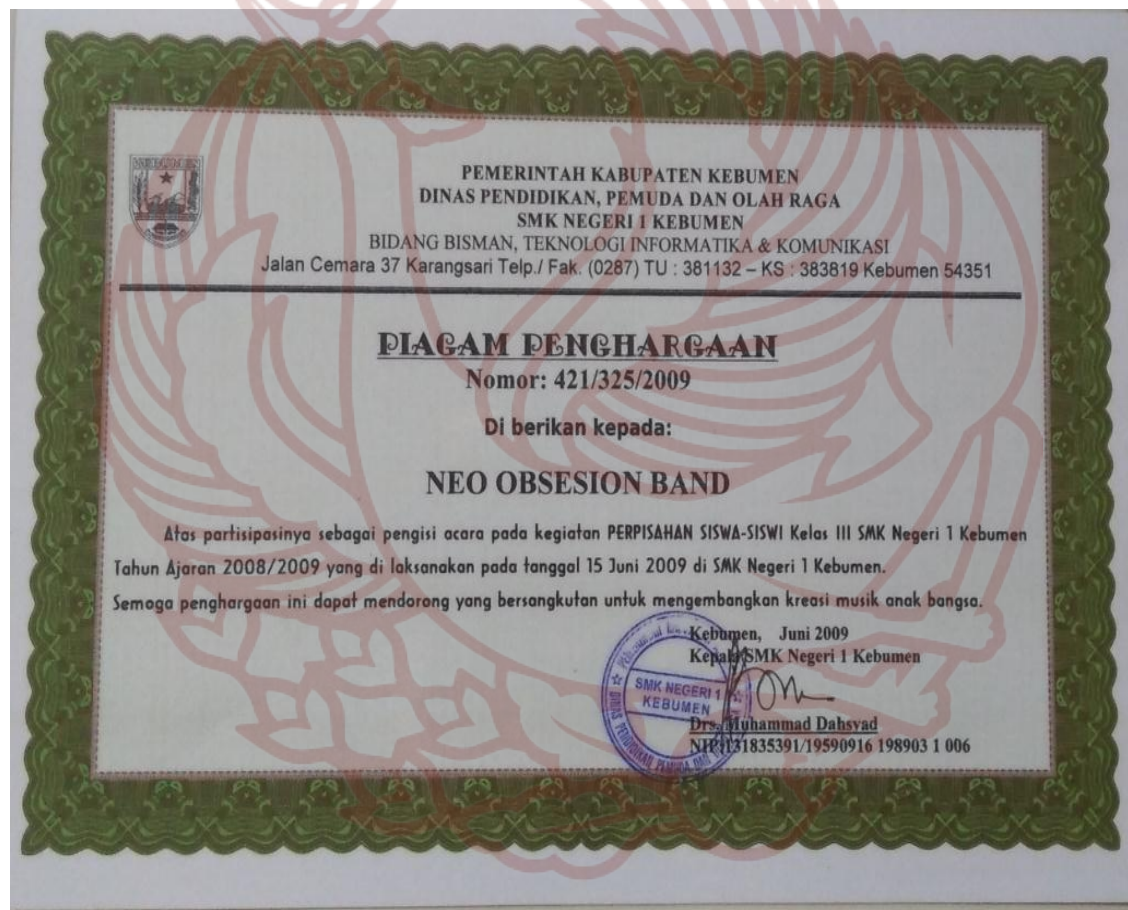 PEMERINTAH KABUPATEN KEBUMEN
DINAS PENDIDIKAN, PEMUDA DAN OLAH RAGA
SMK NEGERI 1 KEBUMEN
BIDANG BISMAN, TEKNOLOGI INFORMATIKA & KOMUNIKASI
Jalan Cemara 37 Karangsari Telp./ Fak. (0287) TU : 381132 – KS : 383819 Kebumen 54351
PIAGAM PENGHARGAAN
Nomor: 421/325/2009
Di berikan kepada:
NEO OBSESION BAND
Atas partisipasinya sebagai pengisi acara pada kegiatan PERPISAHAN SISWA-SISWI Kelas III SMK Negeri 1 Kebumen
Tahun Ajaran 2008/2009 yang di laksanakan pada tanggal 15 Juni 2009 di SMK Negeri 1 Kebumen.
Semoga penghargaan ini dapat mendorong yang bersangkutan untuk mengembangkan kreasi musik anak bangsa.
Kebumen, Juni 2009
Kepala SMK Negeri 1 Kebumen
SMK NEGERI 1
KEBUMEN
DINAS PENDIDIKAN PEMUDA DAN
Drs. Muhammad Dahsyad
NIP.131835391/19590916 198903 1 006